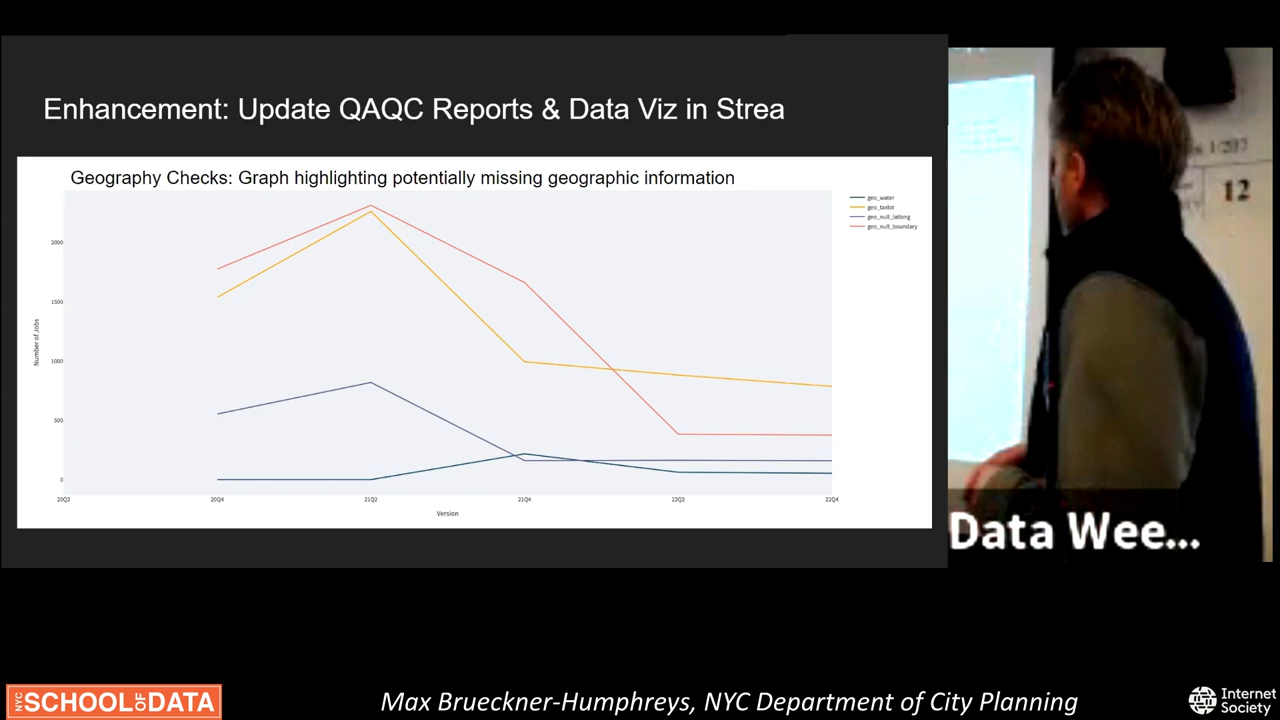 Enhancement: Update QAQC Reports & Data Viz in Strea
Geography Checks: Graph highlighting potentially missing geographic information
geo_water
geo_taxlot
geo_null_latlong
geo_null_boundary
2000
1500
1000
500
0
Number of Jobs
20Q2
20Q4
21Q2
21Q4
22Q2
22Q4
Version
12
Data Wee...
NYC
SCHOOL OF DATA
Max Brueckner-Humphreys, NYC Department of City Planning
Internet
Society